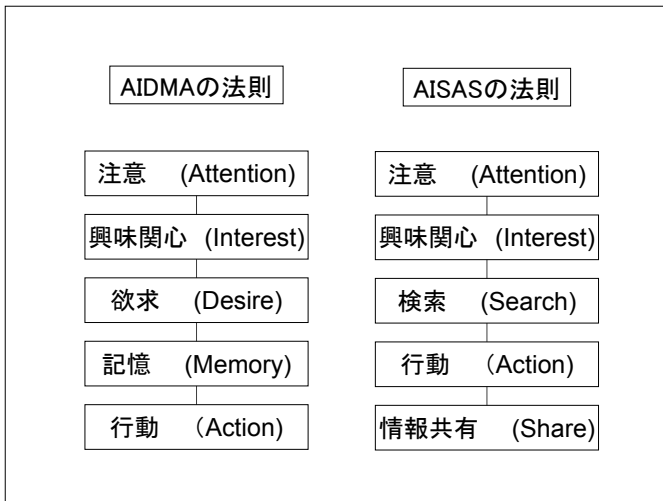 AIDMAの法則
注意 (Attention)
興味関心 (Interest)
欲求 (Desire)
記憶 (Memory)
行動 （Action)
AISASの法則
注意 (Attention)
興味関心 (Interest)
検索 (Search)
行動 （Action)
情報共有 (Share)